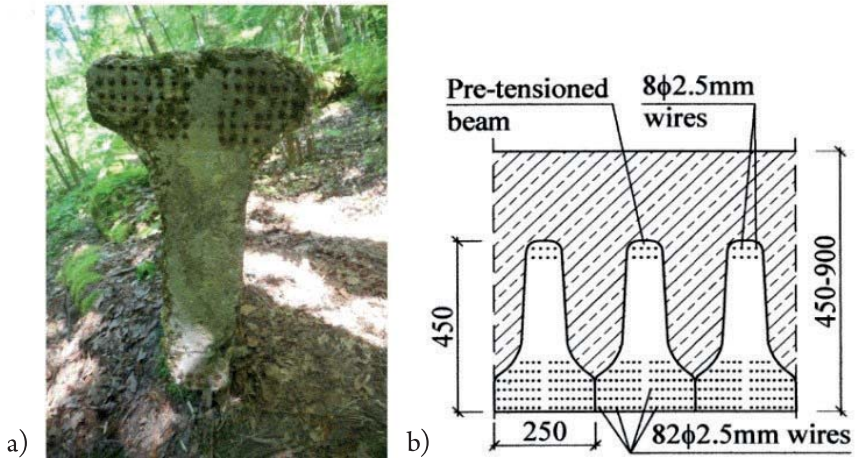 Pre-tensioned
beam
8ϕ2.5mm
wires
450
450-900
250
82ϕ2.5mm wires
a)
b)